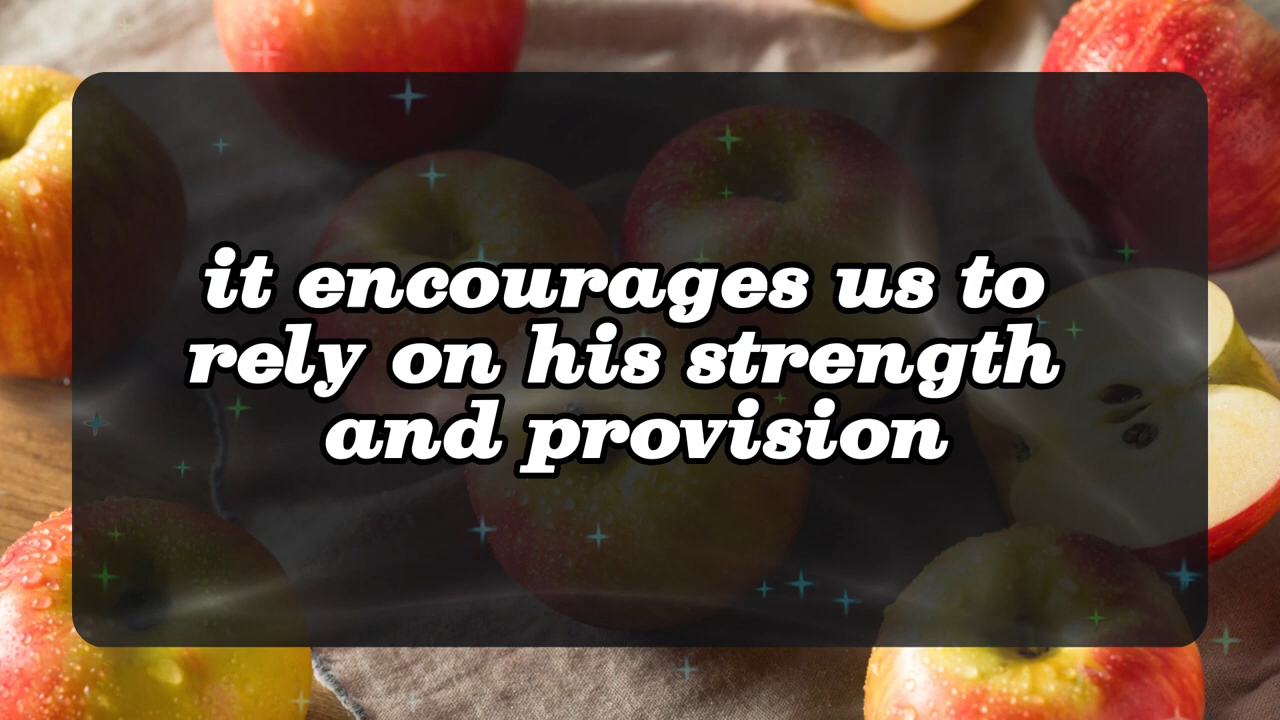 it encourages us to
rely on his strength
and provision